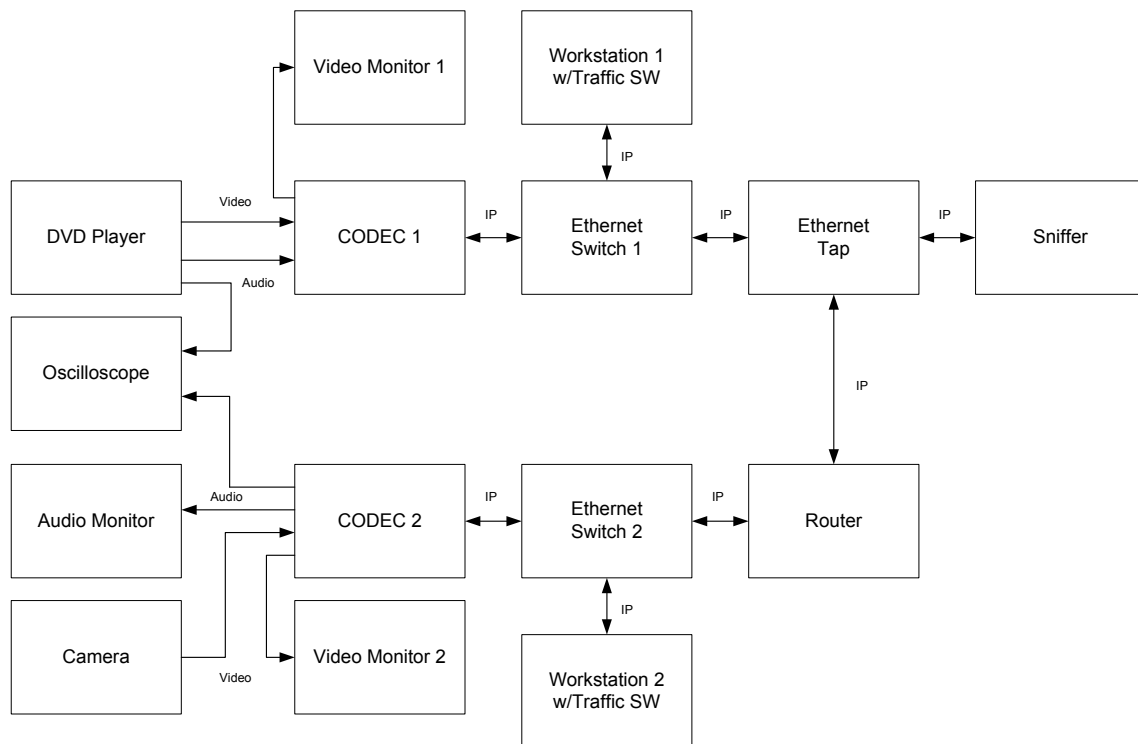 Video Monitor 1
Workstation 1
w/Traffic SW
IP
DVD Player
Video
Audio
CODEC 1
IP
Ethernet
Switch 1
IP
Ethernet
Tap
IP
Sniffer
Oscilloscope
IP
Audio Monitor
Audio
CODEC 2
IP
Ethernet
Switch 2
IP
Router
IP
Camera
Video
Video Monitor 2
Workstation 2
w/Traffic SW